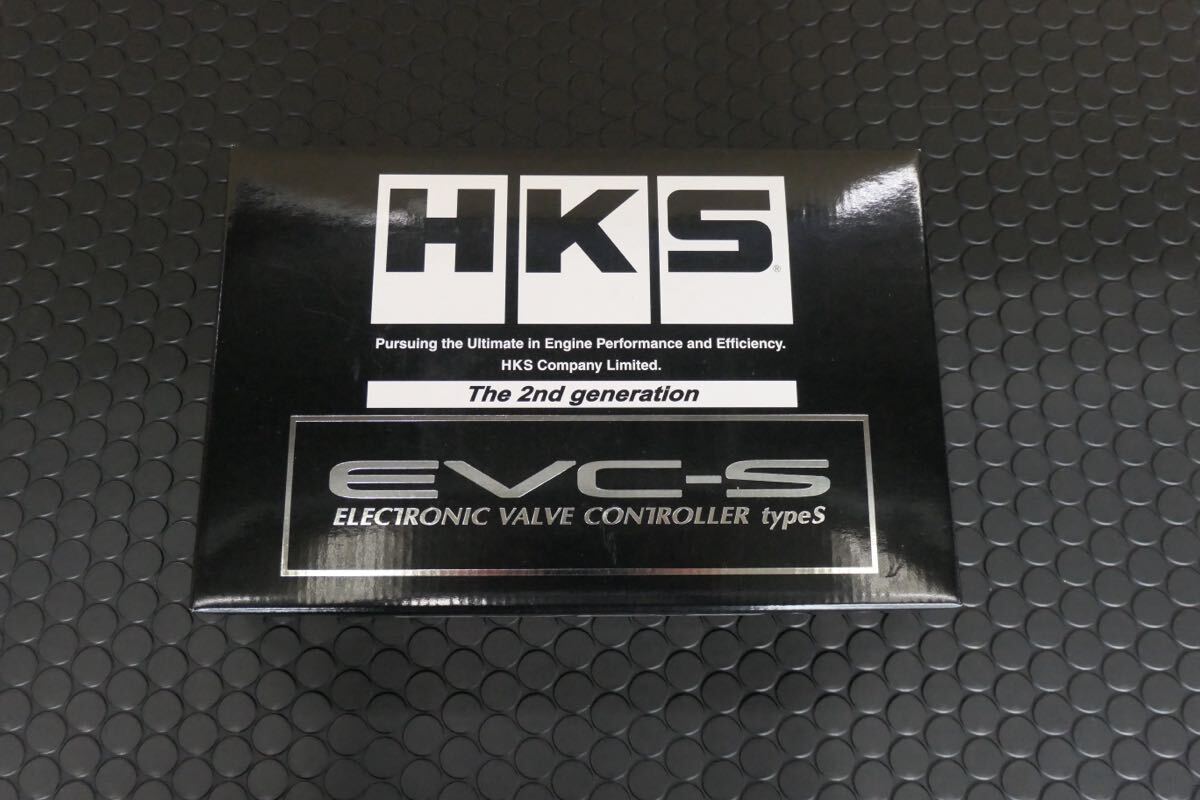 HKS®
Pursuing the Ultimate in Engine Performance and Efficiency.
HKS Company Limited.
The 2nd generation
EVC-S
ELECTRONIC VALVE CONTROLLER typeS